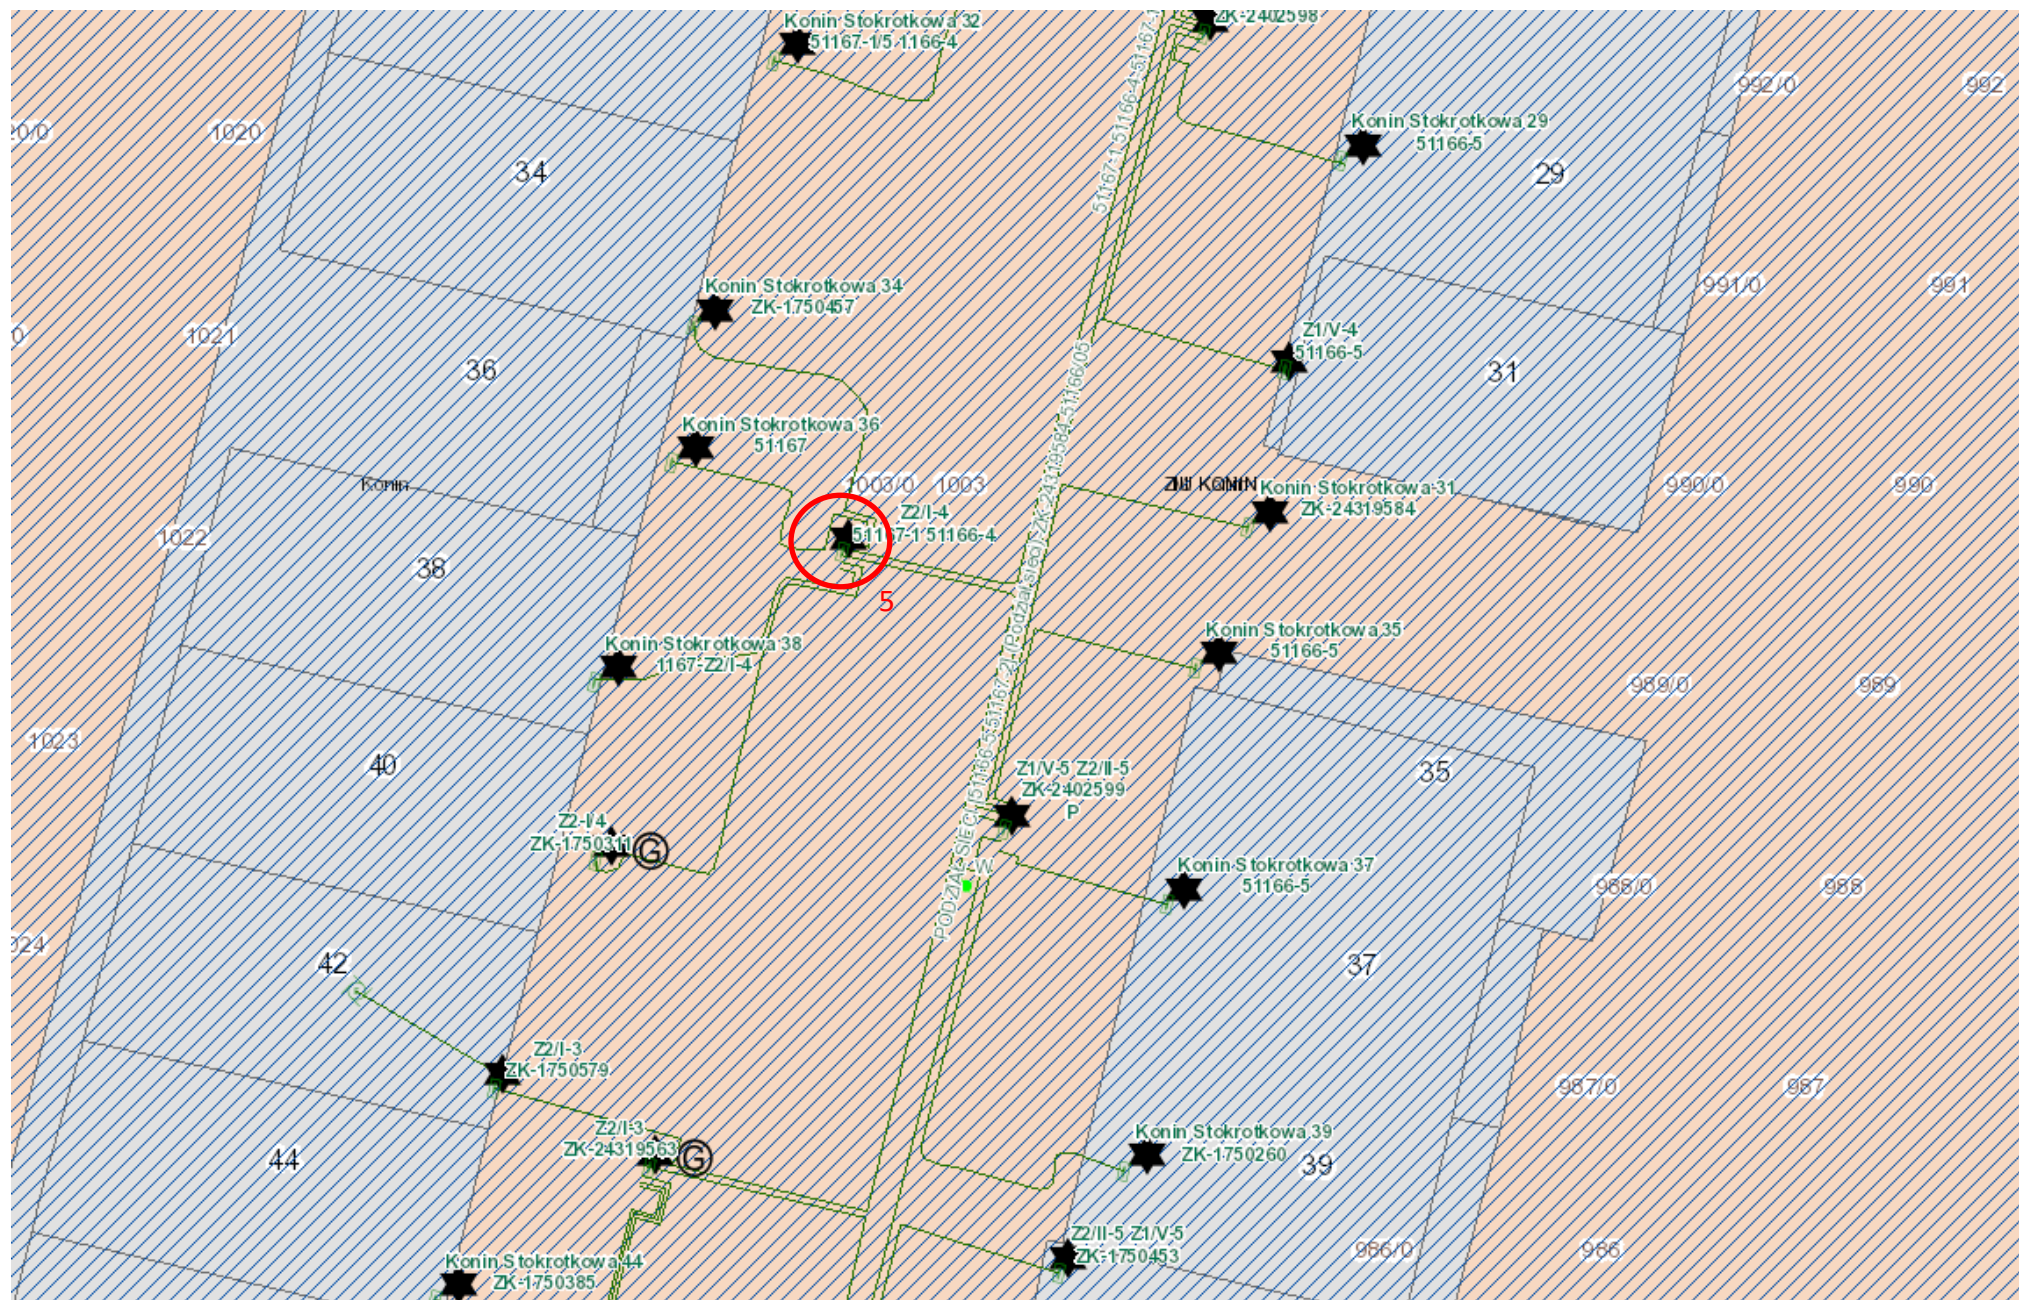 Konin Stokrotkowa 32
51167-1/5 1166-4
ZK-2402598
992/0
992
20/0
1020
34
Konin Stokrotkowa 29
51166-5
29
Konin Stokrotkowa 34
ZK-1750457
991/0
991
1021
36
Z1/V-4
51166-5
31
Konin Stokrotkowa 36
51167
Konin
1003/0
1003
Konin Stokrotkowa 31
ZK-24319584
990/0
990
1022
38
Z2/I-4
51167-1 51166-4
5
Konin Stokrotkowa 38
1167-Z2/I-4
Konin Stokrotkowa 35
51166-5
989/0
989
1023
40
Z1/V-5 Z2/II-5
ZK-2402599
P
35
Z2-I/4
ZK-1750311
G
W
Konin Stokrotkowa 37
51166-5
988/0
988
024
42
37
Z2/I-3
ZK-1750579
987/0
987
Z2/I-3
ZK-24319563
G
44
Konin Stokrotkowa 39
ZK-1750260
39
Z2/II-5 Z1/V-5
ZK-1750453
986/0
986
Konin Stokrotkowa 44
ZK-1750385